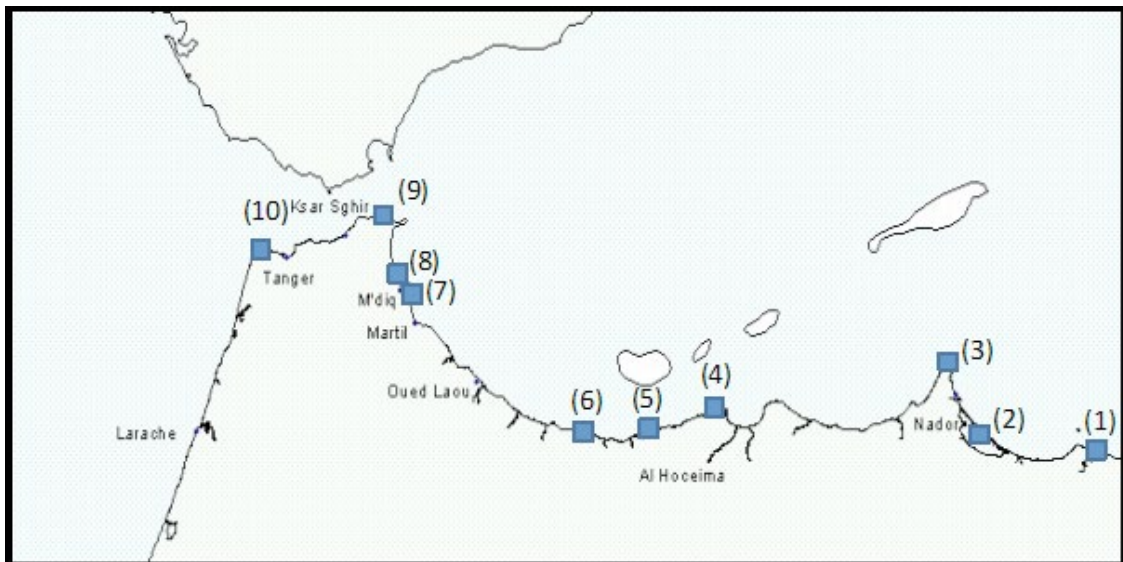 (9)
Ksar Sghir
(10)
Tanger
(8)
M'diq
(7)
Martil
(3)
Oued Laou
(4)
(6)
(5)
Nador
(2)
(1)
Larache
Al Hoceima